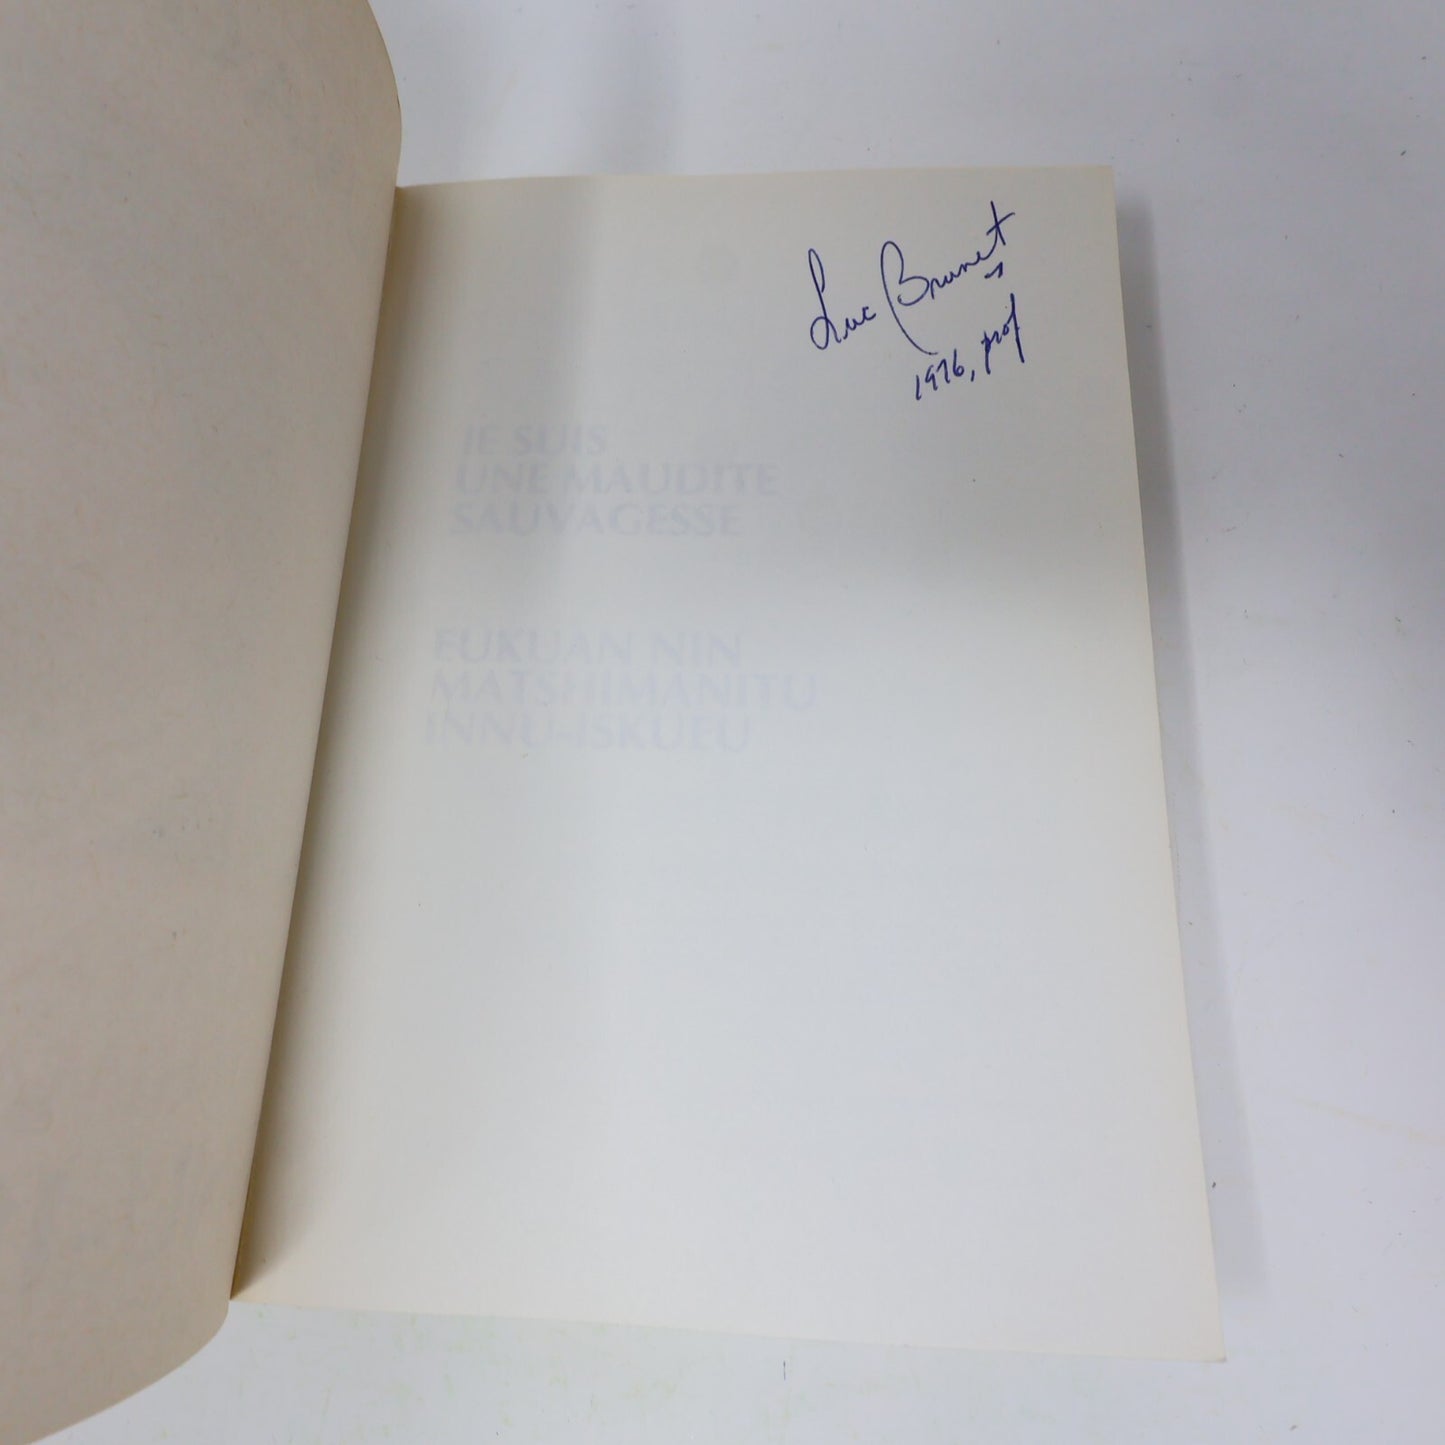 Luc Brunet
1976, prof
JE SUIS
UNE MAUDITE
SAUVAGESSE
EUKUAN NIN
MATSHIMANITU
INNU-ISKUEU